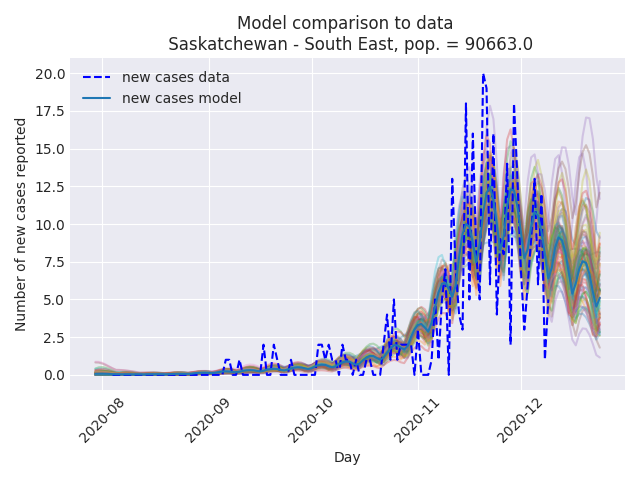 Model comparison to data
Saskatchewan - South East, pop. = 90663.0
new cases data
new cases model
20.0
17.5
15.0
12.5
10.0
7.5
5.0
2.5
0.0
Number of new cases reported
2020-08
2020-09
2020-10
2020-11
2020-12
Day